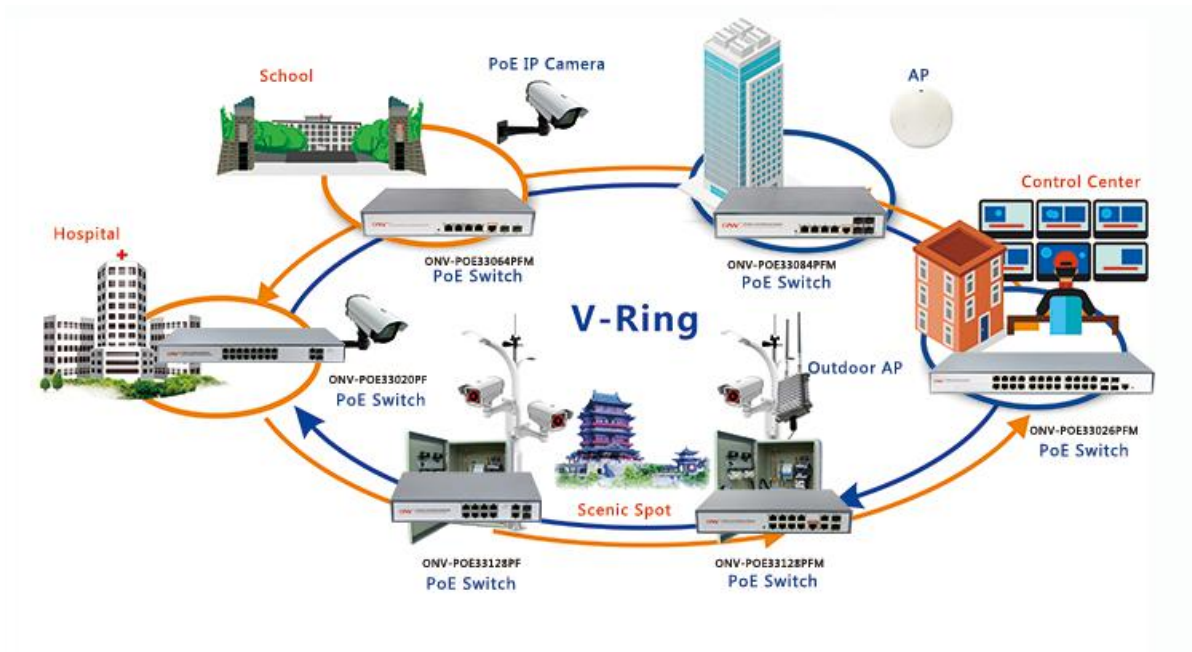 School
PoE IP Camera
AP
Control Center
Hospital
ONV-POE33064PFM
PoE Switch
ONV-POE33084PFM
PoE Switch
V-Ring
ONV-POE33020PF
PoE Switch
Outdoor AP
ONV-POE33026PFM
PoE Switch
Scenic Spot
ONV-POE33128PF
PoE Switch
ONV-POE33128PFM
PoE Switch